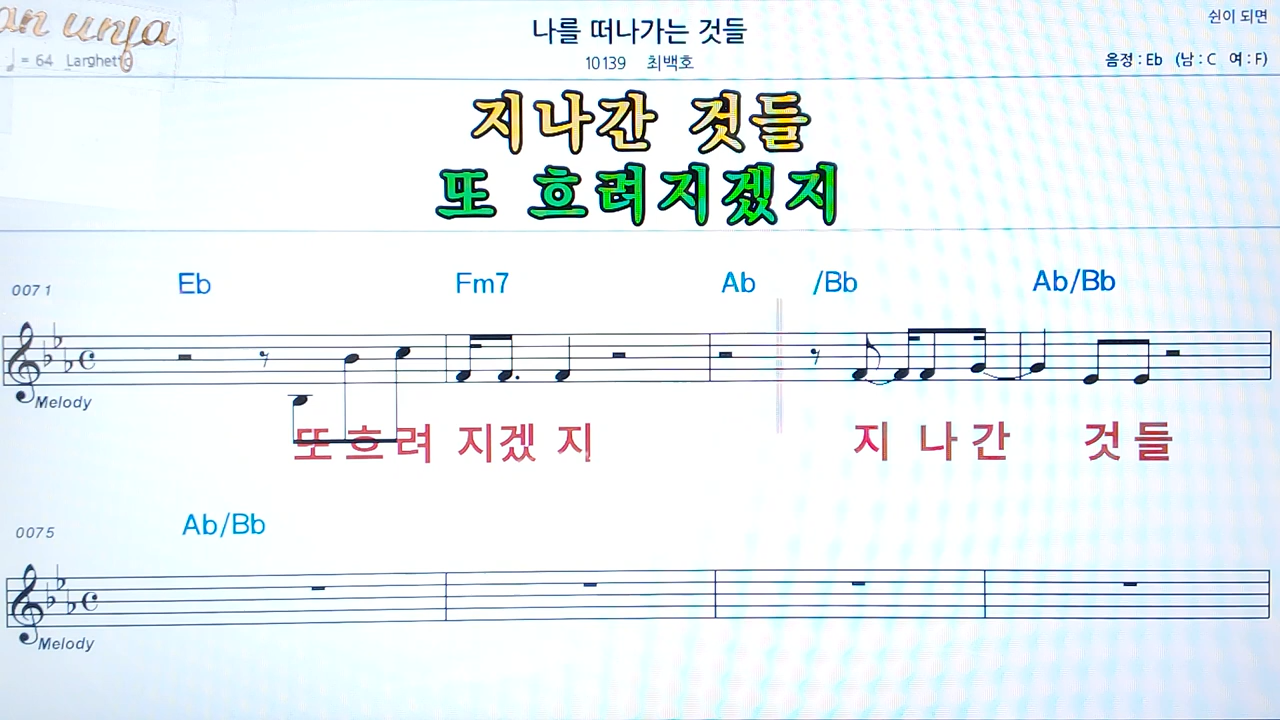 an unja
나를 떠나가는 것들
쉰이 되면
♩ = 64 Larghetto
10139 최백호
음정 : Eb (남 : C 여 : F)
지나간 것들
또 흐려지겠지
0071
Eb Fm7 Ab /Bb Ab/Bb
Melody
또 흐 려 지겠 지 지 나 간 것 들
0075
Ab/Bb
Melody